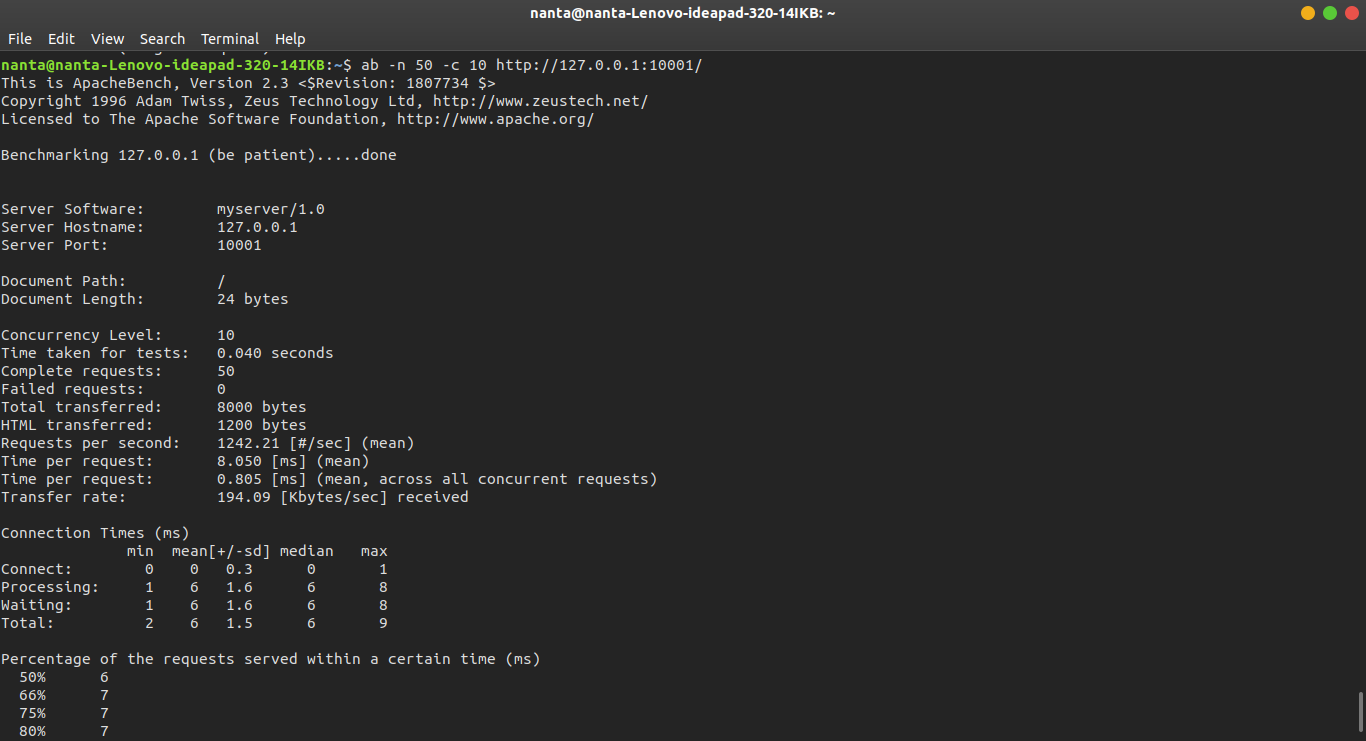 nanta@nanta-Lenovo-ideapad-320-14IKB: ~
File Edit View Search Terminal Help
nanta@nanta-Lenovo-ideapad-320-14IKB:~$ ab -n 50 -c 10 http://127.0.0.1:10001/
This is ApacheBench, Version 2.3 <$Revision: 1807734 $>
Copyright 1996 Adam Twiss, Zeus Technology Ltd, http://www.zeustech.net/
Licensed to The Apache Software Foundation, http://www.apache.org/

Benchmarking 127.0.0.1 (be patient).....done


Server Software:        myserver/1.0
Server Hostname:        127.0.0.1
Server Port:            10001

Document Path:          /
Document Length:        24 bytes

Concurrency Level:      10
Time taken for tests:   0.040 seconds
Complete requests:      50
Failed requests:        0
Total transferred:      8000 bytes
HTML transferred:       1200 bytes
Requests per second:    1242.21 [#/sec] (mean)
Time per request:       8.050 [ms] (mean)
Time per request:       0.805 [ms] (mean, across all concurrent requests)
Transfer rate:          194.09 [Kbytes/sec] received

Connection Times (ms)
              min  mean[+/-sd] median   max
Connect:        0    0   0.3      0       1
Processing:     1    6   1.6      6       8
Waiting:        1    6   1.6      6       8
Total:          2    6   1.5      6       9

Percentage of the requests served within a certain time (ms)
  50%      6
  66%      7
  75%      7
  80%      7